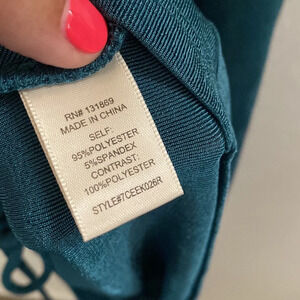 RN# 131869
MADE IN CHINA
SELF:
95%POLYESTER
5%SPANDEX
CONTRAST:
100%POLYESTER
STYLE#7CEEK026R